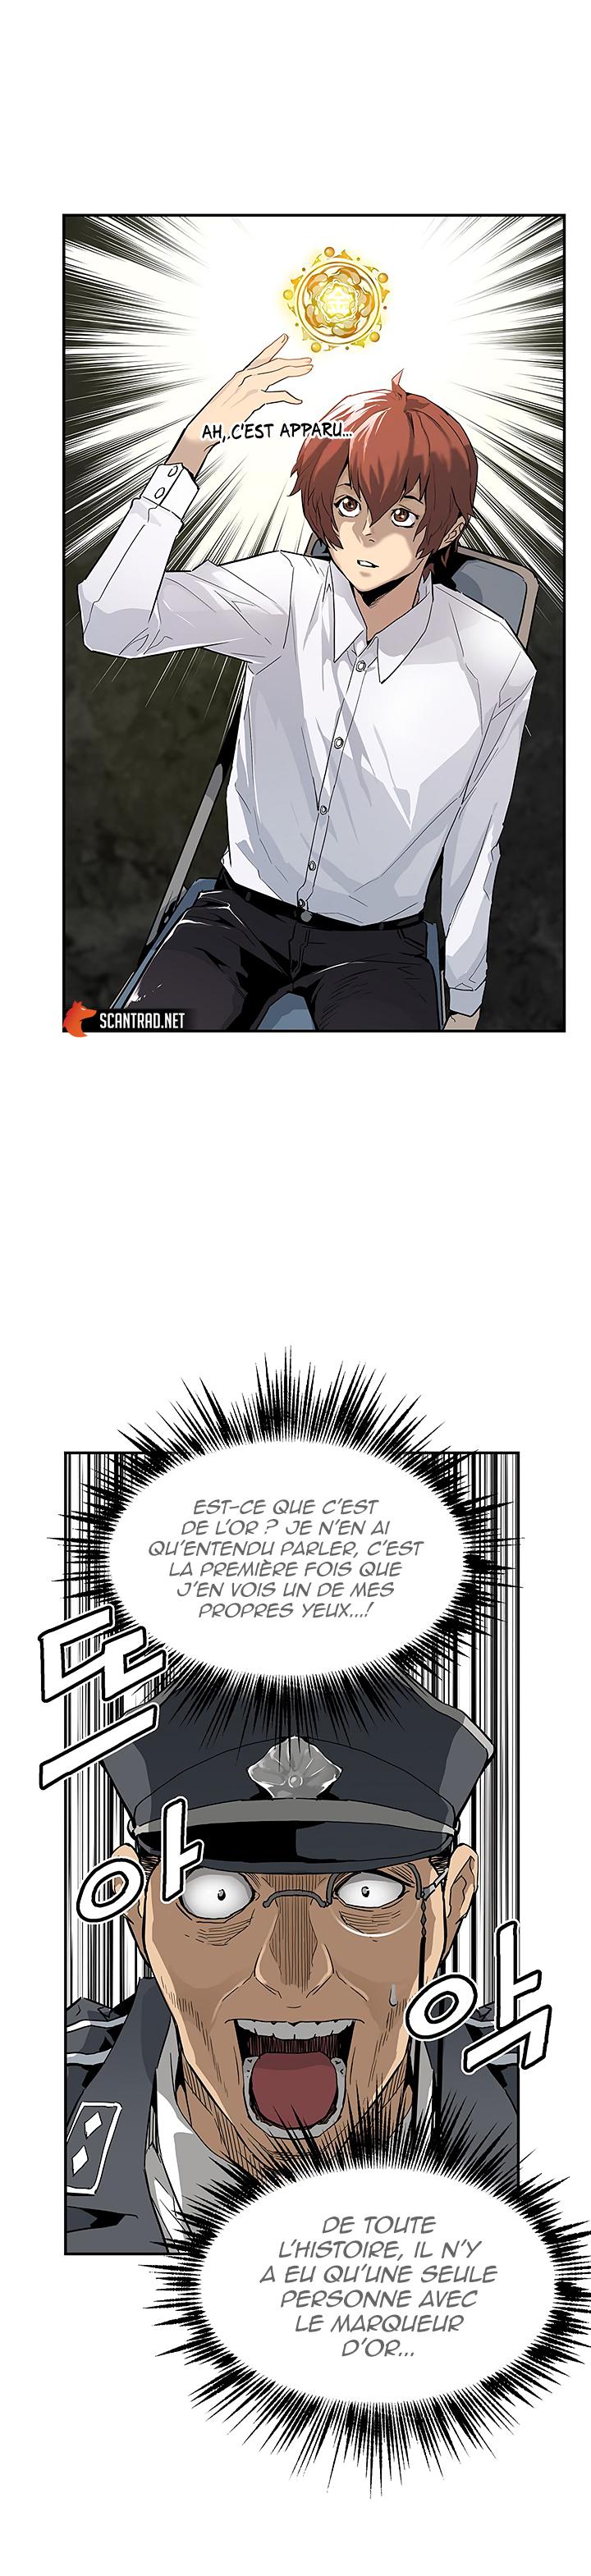 金
AH, C'EST APPARU...
SCANTRAD.NET
EST-CE QUE C'EST
DE L'OR ? JE N'EN AI
QU'ENTENDU PARLER, C'EST
LA PREMIÈRE FOIS QUE
J'EN VOIS UN DE MES
PROPRES YEUX...!
또
아
악
DE TOUTE
L'HISTOIRE, IL N'Y
A EU QU'UNE SEULE
PERSONNE AVEC
LE MARQUEUR
D'OR...